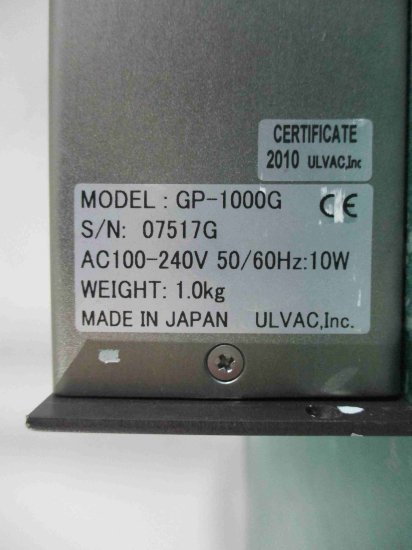 CERTIFICATE
2010 ULVAC,Inc
MODEL : GP-1000G CE
S/N: 07517G
AC100-240V 50/60Hz:10W
WEIGHT: 1.0kg
MADE IN JAPAN ULVAC,Inc.